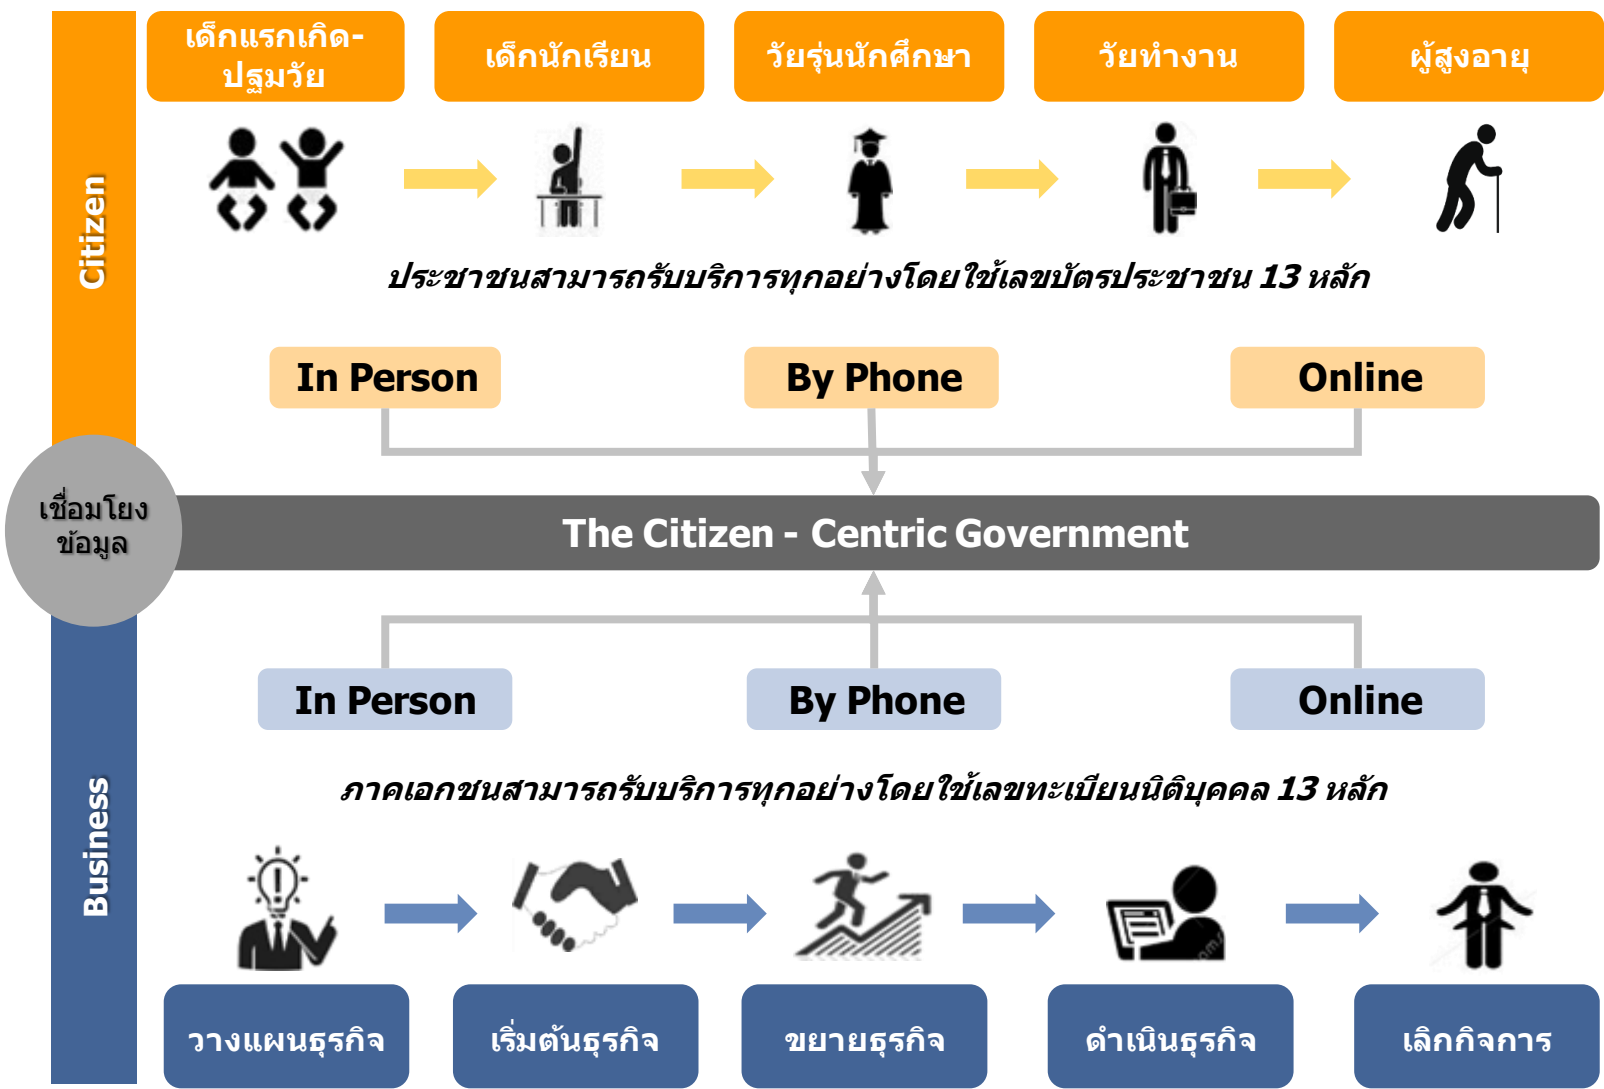 เด็กแรกเกิด-
ปฐมวัย
เด็กนักเรียน
วัยรุ่นนักศึกษา
วัยทำงาน
ผู้สูงอายุ
Citizen
ประชาชนสามารถรับบริการทุกอย่างโดยใช้เลขบัตรประชาชน 13 หลัก
In Person
By Phone
Online
เชื่อมโยง
ข้อมูล
The Citizen - Centric Government
In Person
By Phone
Online
Business
ภาคเอกชนสามารถรับบริการทุกอย่างโดยใช้เลขทะเบียนนิติบุคคล 13 หลัก
วางแผนธุรกิจ
เริ่มต้นธุรกิจ
ขยายธุรกิจ
ดำเนินธุรกิจ
เลิกกิจการ